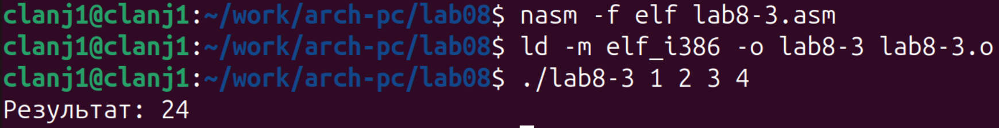 clanj1@clanj1:~/work/arch-pc/lab08$ nasm -f elf lab8-3.asm
clanj1@clanj1:~/work/arch-pc/lab08$ ld -m elf_i386 -o lab8-3 lab8-3.o
clanj1@clanj1:~/work/arch-pc/lab08$ ./lab8-3 1 2 3 4
Результат: 24